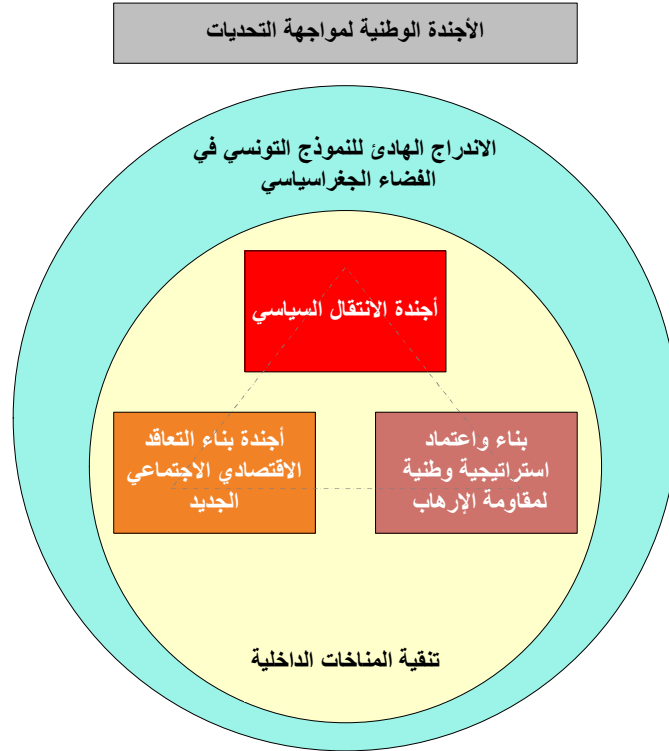 الأجندة الوطنية لمواجهة التحديات
الاندراج الهادئ للنموذج التونسي في
الفضاء الجغراسياسي
أجندة الانتقال السياسي
بناء واعتماد
استراتيجية وطنية
لمقاومة الإرهاب
أجندة بناء التعاقد
الاقتصادي الاجتماعي
الجديد
تنقية المناخات الداخلية